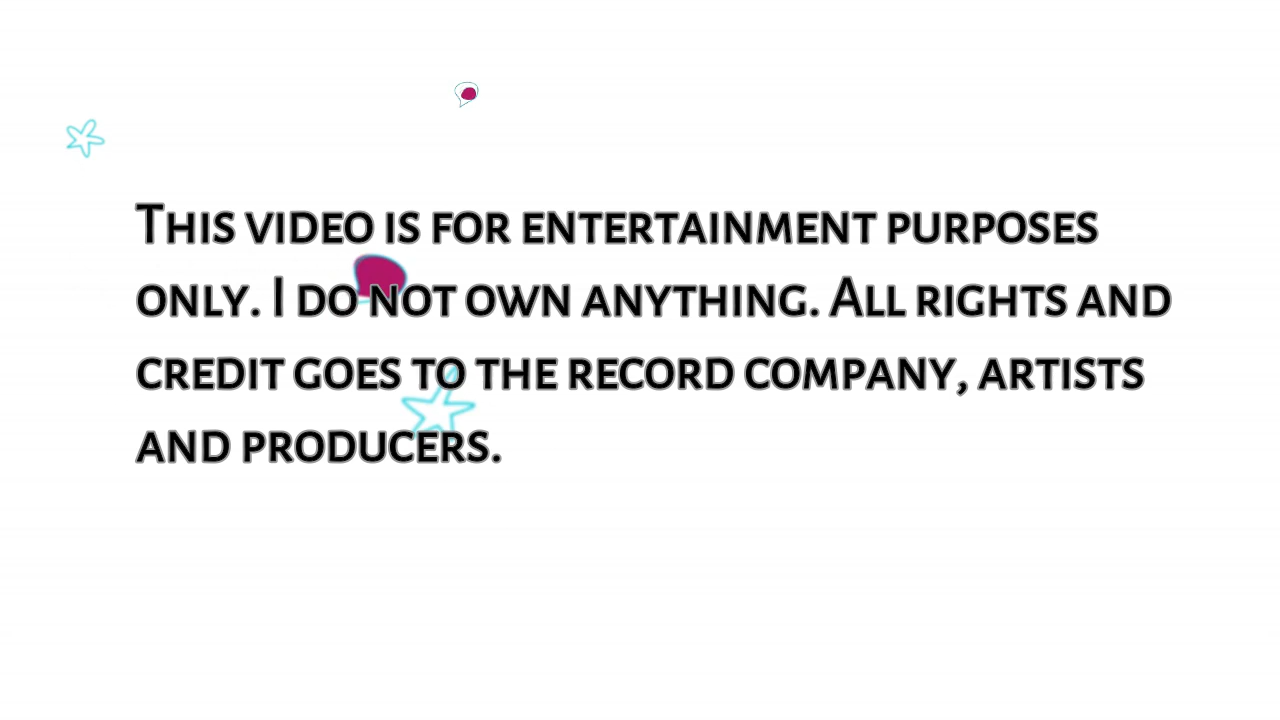 This video is for entertainment purposes
only. I do not own anything. All rights and
credit goes to the record company, artists
and producers.